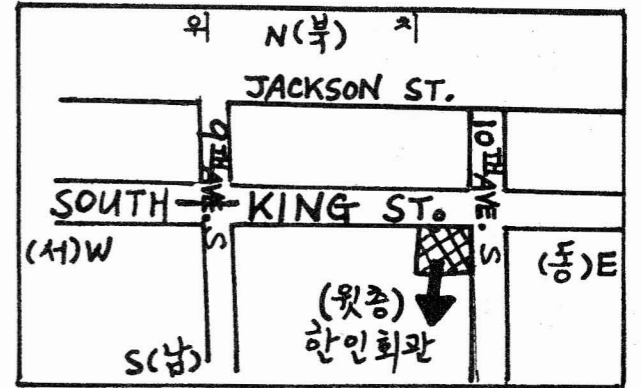 위 치
N(북)
JACKSON ST.
9TH AVE. S
10TH AVE. S
SOUTH KING ST.
(서)W
(동)E
(윗층)
한인회관
S(남)